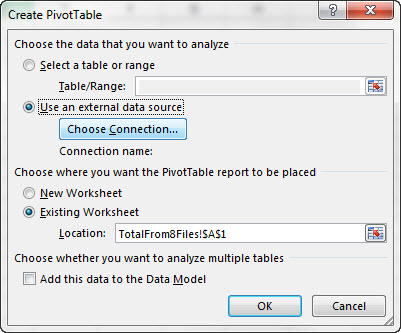 Create PivotTable
Choose the data that you want to analyze
Select a table or range
Table/Range:
Use an external data source
Choose Connection...
Connection name:
Choose where you want the PivotTable report to be placed
New Worksheet
Existing Worksheet
Location: TotalFrom8Files!$A$1
Choose whether you want to analyze multiple tables
Add this data to the Data Model
OK Cancel